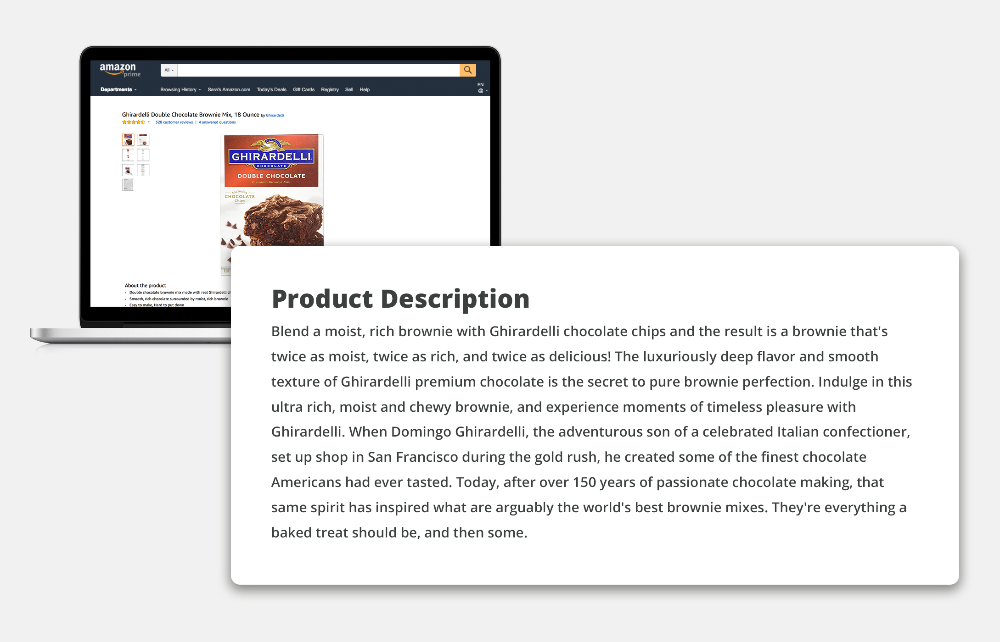 amazon
prime
All
Departments
Browsing History
Sara's Amazon.com
Today's Deals
Gift Cards
Registry
Sell
Help
EN
Ghirardelli Double Chocolate Brownie Mix, 18 Ounce by Ghirardelli
328 customer reviews | 4 answered questions
GHIRARDELLI
CHOCOLATE
DOUBLE CHOCOLATE
Premium Brownie Mix
Includes
CHOCOLATE
Chips
NET WT
About the product
• Double chocolate brownie mix made with real Ghirardelli ch
• Smooth, rich chocolate surrounded by moist, rich brownie
• Easy to make, Hard to put down
Product Description
Blend a moist, rich brownie with Ghirardelli chocolate chips and the result is a brownie that's
twice as moist, twice as rich, and twice as delicious! The luxuriously deep flavor and smooth
texture of Ghirardelli premium chocolate is the secret to pure brownie perfection. Indulge in this
ultra rich, moist and chewy brownie, and experience moments of timeless pleasure with
Ghirardelli. When Domingo Ghirardelli, the adventurous son of a celebrated Italian confectioner,
set up shop in San Francisco during the gold rush, he created some of the finest chocolate
Americans had ever tasted. Today, after over 150 years of passionate chocolate making, that
same spirit has inspired what are arguably the world's best brownie mixes. They're everything a
baked treat should be, and then some.